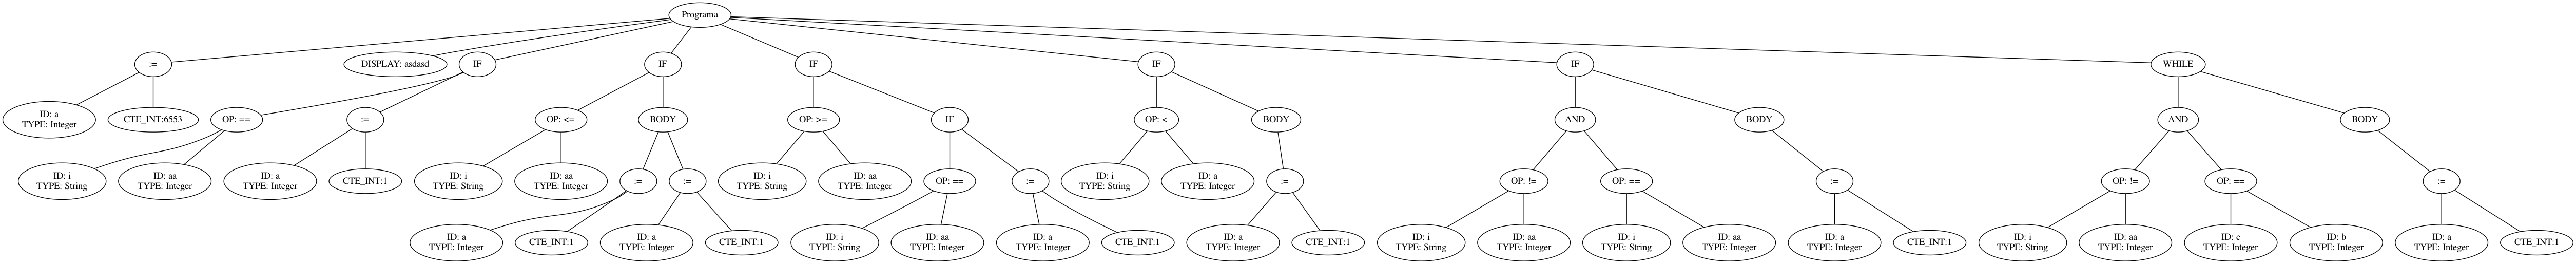 Programa
:=
DISPLAY: asdasd
IF
IF
IF
IF
IF
WHILE
ID: a
TYPE: Integer
CTE_INT:6553
OP: ==
:=
OP: <=
BODY
OP: >=
IF
OP: <
BODY
AND
BODY
AND
BODY
ID: i
TYPE: String
ID: aa
TYPE: Integer
ID: a
TYPE: Integer
CTE_INT:1
ID: i
TYPE: String
ID: aa
TYPE: Integer
:=
:=
ID: i
TYPE: String
ID: aa
TYPE: Integer
OP: ==
:=
ID: i
TYPE: String
ID: a
TYPE: Integer
:=
OP: !=
OP: ==
:=
OP: !=
OP: ==
:=
ID: a
TYPE: Integer
CTE_INT:1
ID: a
TYPE: Integer
CTE_INT:1
ID: i
TYPE: String
ID: aa
TYPE: Integer
ID: a
TYPE: Integer
CTE_INT:1
ID: a
TYPE: Integer
CTE_INT:1
ID: i
TYPE: String
ID: aa
TYPE: Integer
ID: i
TYPE: String
ID: aa
TYPE: Integer
ID: a
TYPE: Integer
CTE_INT:1
ID: i
TYPE: String
ID: aa
TYPE: Integer
ID: c
TYPE: Integer
ID: b
TYPE: Integer
ID: a
TYPE: Integer
CTE_INT:1